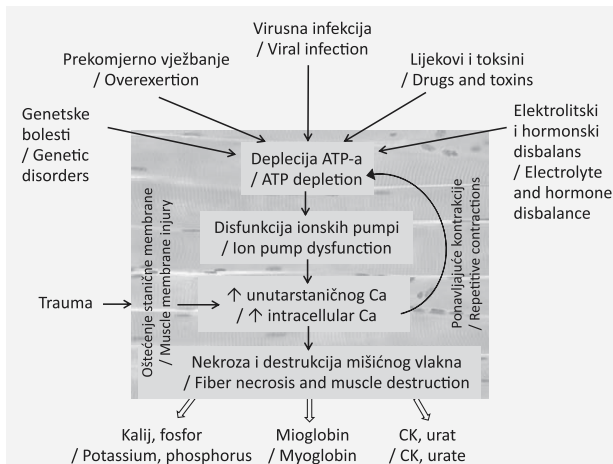 Virusna infekcija
/ Viral infection
Prekomjerno vježbanje
/ Overexertion
Lijekovi i toksini
/ Drugs and toxins
Genetske
bolesti
/ Genetic
disorders
Elektrolitski
i hormonski
disbalans
/ Electrolyte
and hormone
disbalance
Deplecija ATP-a
/ ATP depletion
Disfunkcija ionskih pumpi
/ Ion pump dysfunction
Ponavljajuće kontrakcije
/ Repetitive contractions
Trauma
Oštećenje stanične membrane
/ Muscle membrane injury
↑ unutarstaničnog Ca
/ ↑ intracellular Ca
Nekroza i destrukcija mišićnog vlakna
/ Fiber necrosis and muscle destruction
Kalij, fosfor
/ Potassium, phosphorus
Mioglobin
/ Myoglobin
CK, urat
/ CK, urate